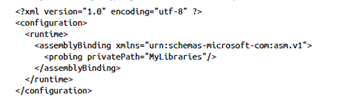 <?xml version="1.0" encoding="utf-8" ?>
<configuration>
<runtime>
<assemblyBinding xmlns="urn:schemas-microsoft-com:asm.v1">
<probing privatePath="MyLibraries"/>
</assemblyBinding>
</runtime>
</configuration>